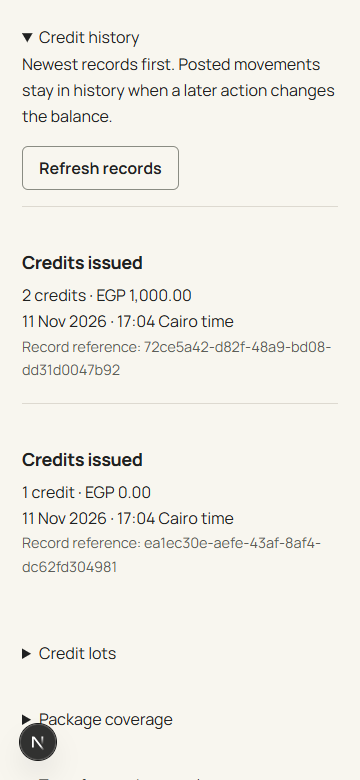 Credit history
Newest records first. Posted movements
stay in history when a later action changes
the balance.
Refresh records
Credits issued
2 credits · EGP 1,000.00
11 Nov 2026 · 17:04 Cairo time
Record reference: 72ce5a42-d82f-48a9-bd08-
dd31d0047b92
Credits issued
1 credit · EGP 0.00
11 Nov 2026 · 17:04 Cairo time
Record reference: ea1ec30e-aefe-43af-8af4-
dc62fd304981
Credit lots
Package coverage
N